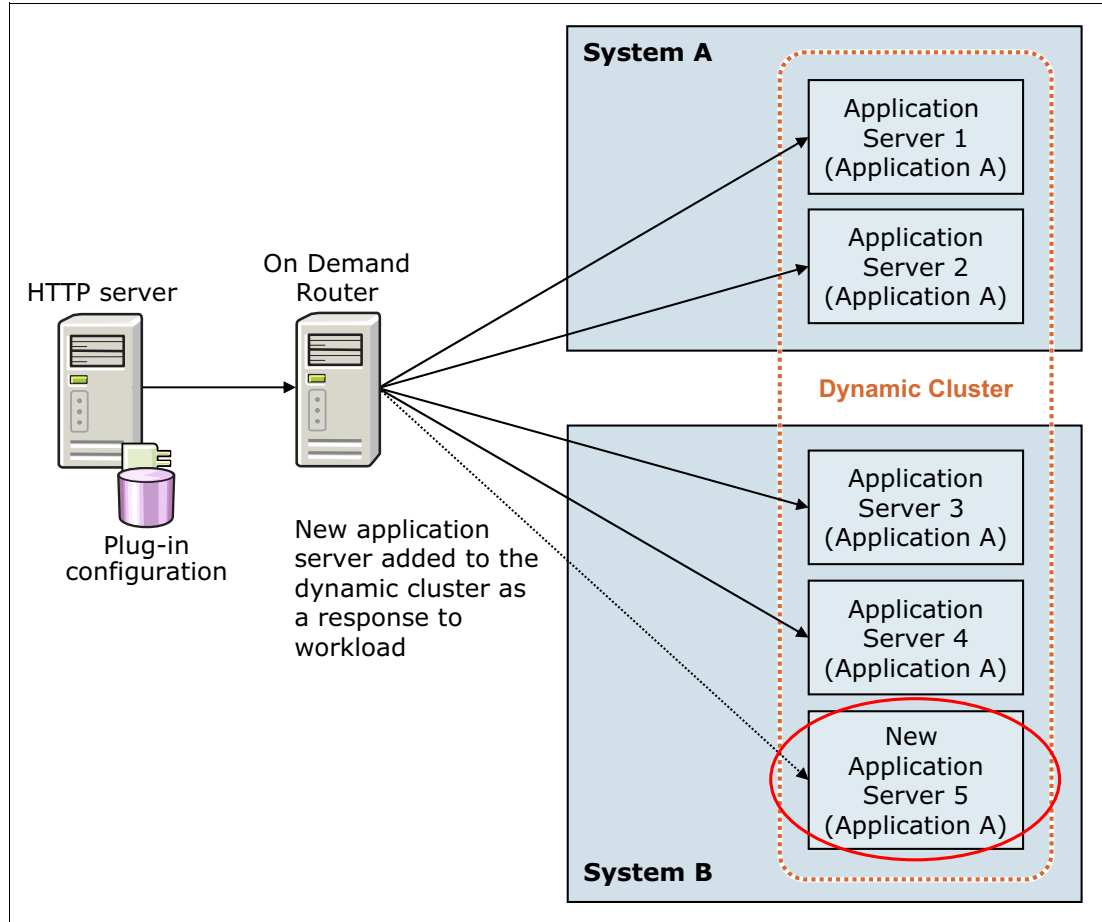 System A
Application
Server 1
(Application A)
Application
Server 2
(Application A)
On Demand
Router
HTTP server
Dynamic Cluster
Application
Server 3
(Application A)
New application
server added to the
dynamic cluster as
a response to
workload
Plug-in
configuration
Application
Server 4
(Application A)
New
Application
Server 5
(Application A)
System B